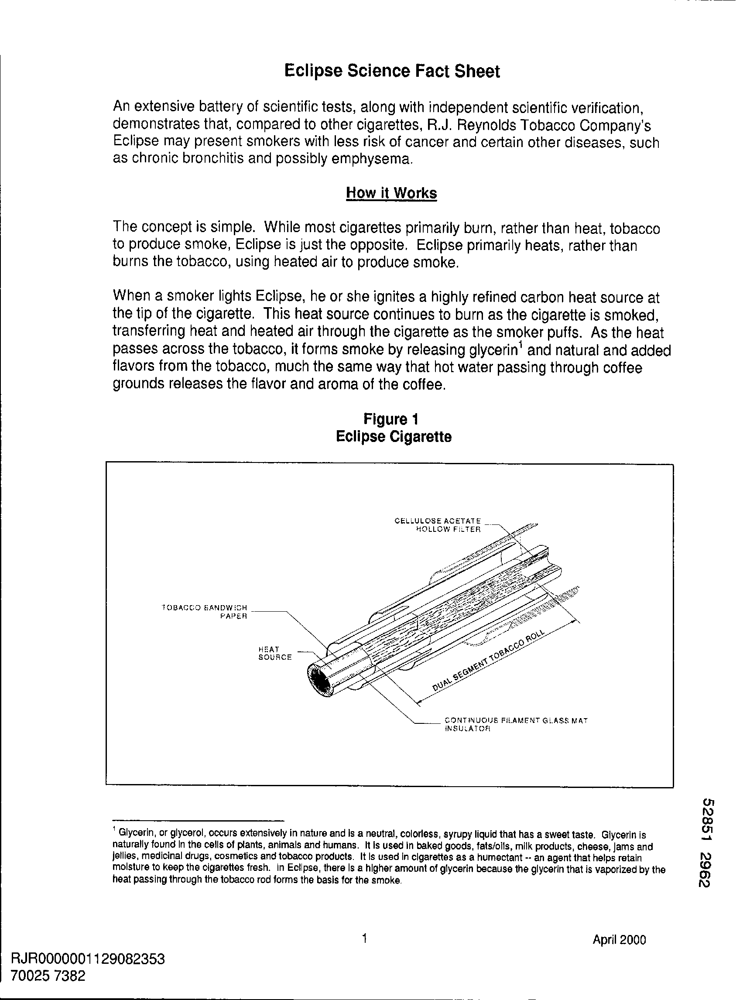 Eclipse Science Fact Sheet
An extensive battery of scientific tests, along with independent scientific verification,
demonstrates that, compared to other cigarettes, R.J. Reynolds Tobacco Company's
Eclipse may present smokers with less risk of cancer and certain other diseases, such
as chronic bronchitis and possibly emphysema.
How it Works
The concept is simple. While most cigarettes primarily burn, rather than heat, tobacco
to produce smoke, Eclipse is just the opposite. Eclipse primarily heats, rather than
burns the tobacco, using heated air to produce smoke.
When a smoker lights Eclipse, he or she ignites a highly refined carbon heat source at
the tip of the cigarette. This heat source continues to burn as the cigarette is smoked,
transferring heat and heated air through the cigarette as the smoker puffs. As the heat
passes across the tobacco, it forms smoke by releasing glycerin¹ and natural and added
flavors from the tobacco, much the same way that hot water passing through coffee
grounds releases the flavor and aroma of the coffee.
Figure 1
Eclipse Cigarette
CELLULOSE ACETATE
HOLLOW FILTER
TOBACCO SANDWICH
PAPER
HEAT
SOURCE
DUAL SEGMENT TOBACCO ROLL
CONTINUOUS FILAMENT GLASS MAT
INSULATOR
¹ Glycerin, or glycerol, occurs extensively in nature and is a neutral, colorless, syrupy liquid that has a sweet taste. Glycerin is
naturally found in the cells of plants, animals and humans. It is used in baked goods, fats/oils, milk products, cheese, jams and
jellies, medicinal drugs, cosmetics and tobacco products. It is used in cigarettes as a humectant -- an agent that helps retain
moisture to keep the cigarettes fresh. In Eclipse, there is a higher amount of glycerin because the glycerin that is vaporized by the
heat passing through the tobacco rod forms the basis for the smoke.
52851 2962
1
April 2000
RJR0000001129082353
70025 7382